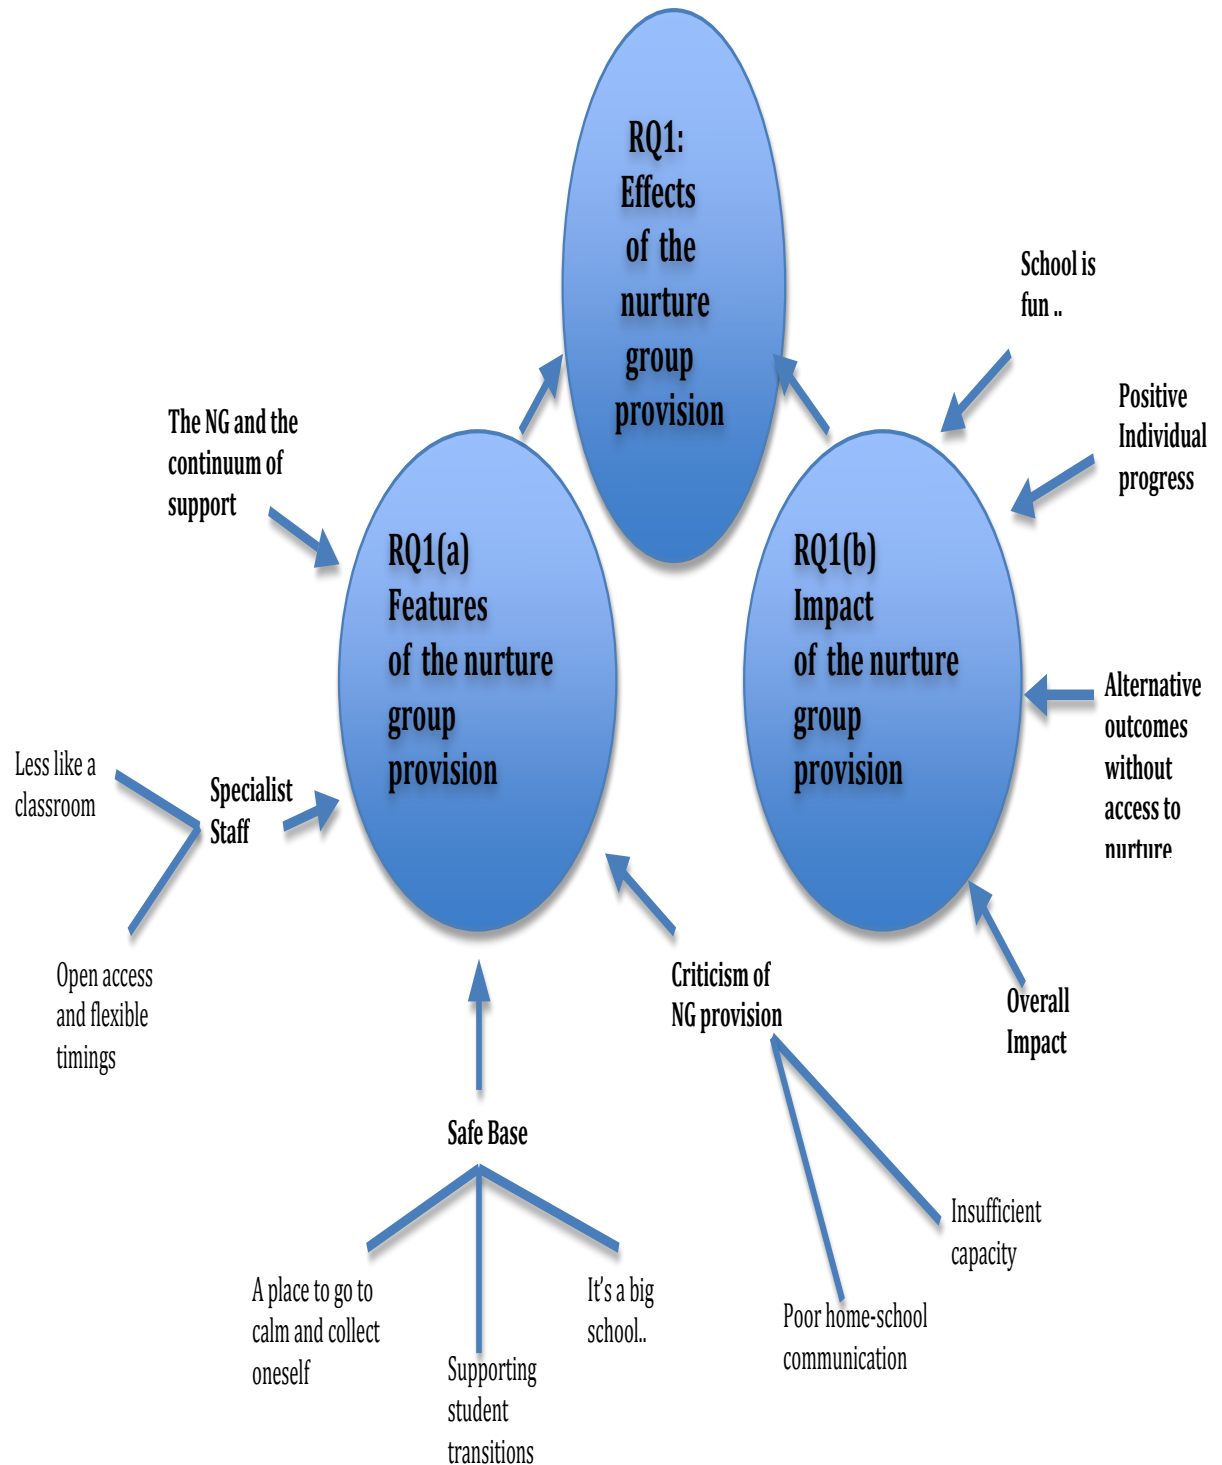 RQ1:
Effects
of the
nurture
group
provision
School is
fun ..
Positive
Individual
progress
The NG and the
continuum of
support
RQ1(a)
Features
of the nurture
group
provision
RQ1(b)
Impact
of the nurture
group
provision
Alternative
outcomes
without
access to
nurture
Less like a
classroom
Specialist
Staff
Open access
and flexible
timings
Criticism of
NG provision
Overall
Impact
Safe Base
Insufficient
capacity
A place to go to
calm and collect
oneself
It's a big
school..
Poor home-school
communication
Supporting
student
transitions